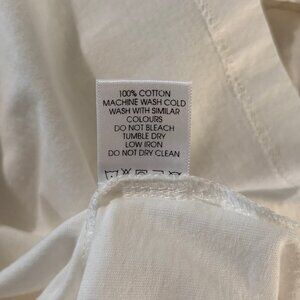 100% COTTON
MACHINE WASH COLD
WASH WITH SIMILAR
COLOURS
DO NOT BLEACH
TUMBLE DRY
LOW IRON
DO NOT DRY CLEAN